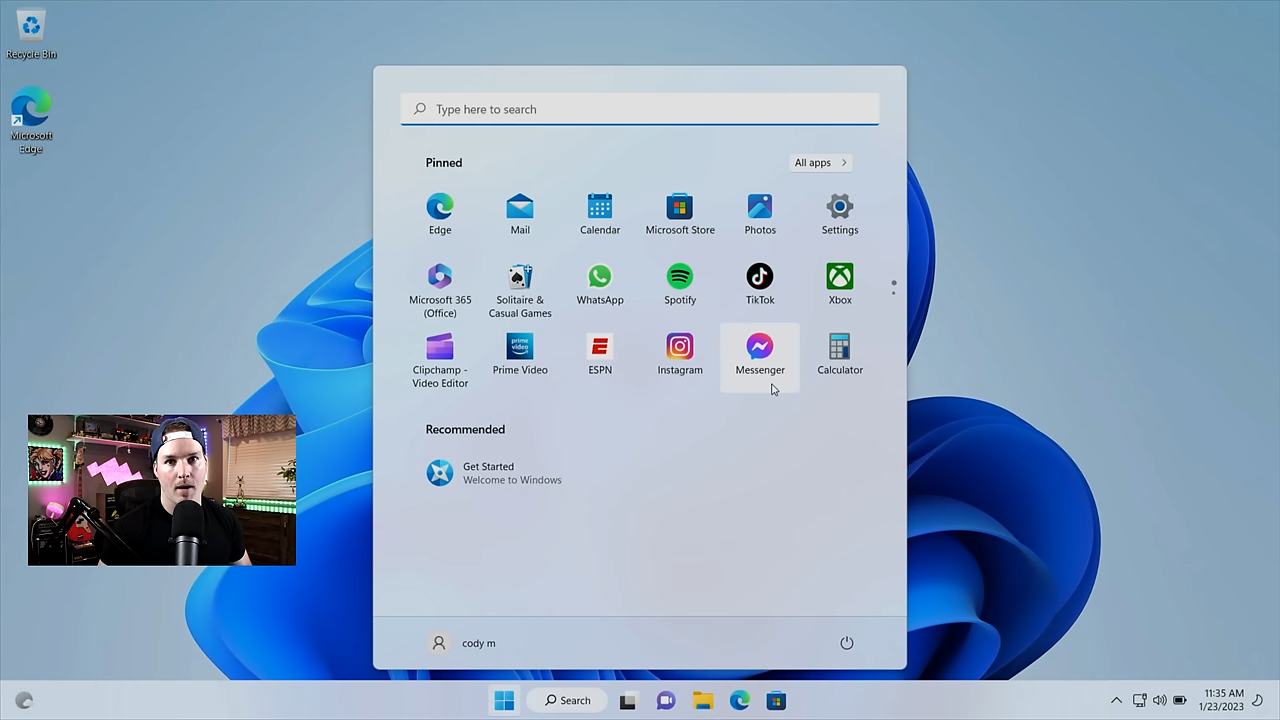 Recycle Bin
Microsoft
Edge
Type here to search
Pinned
All apps
Edge
Mail
Calendar
Microsoft Store
Photos
Settings
Microsoft 365
(Office)
Solitaire &
Casual Games
WhatsApp
Spotify
TikTok
Xbox
Clipchamp -
Video Editor
prime
video
Prime Video
E
ESPN
Instagram
Messenger
Calculator
Recommended
Get Started
Welcome to Windows
cody m
Search
11:35 AM
1/23/2023